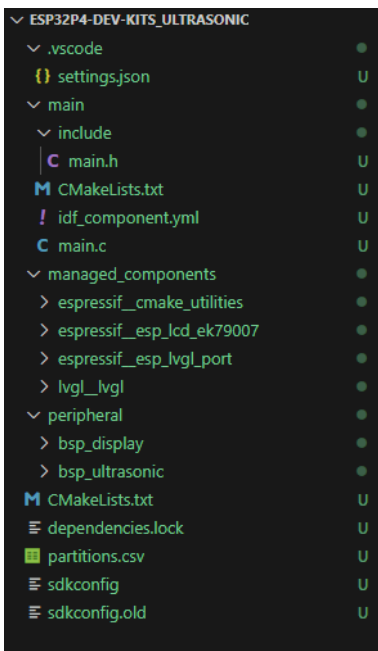 ESP32P4-DEV-KITS_ULTRASONIC
.vscode
{} settings.json U
main
include
C main.h U
M CMakeLists.txt U
! idf_component.yml U
C main.c U
managed_components
espressif__cmake_utilities
espressif__esp_lcd_ek79007
espressif__esp_lvgl_port
lvgl__lvgl
peripheral
bsp_display
bsp_ultrasonic
M CMakeLists.txt U
dependencies.lock U
partitions.csv U
sdkconfig U
sdkconfig.old U